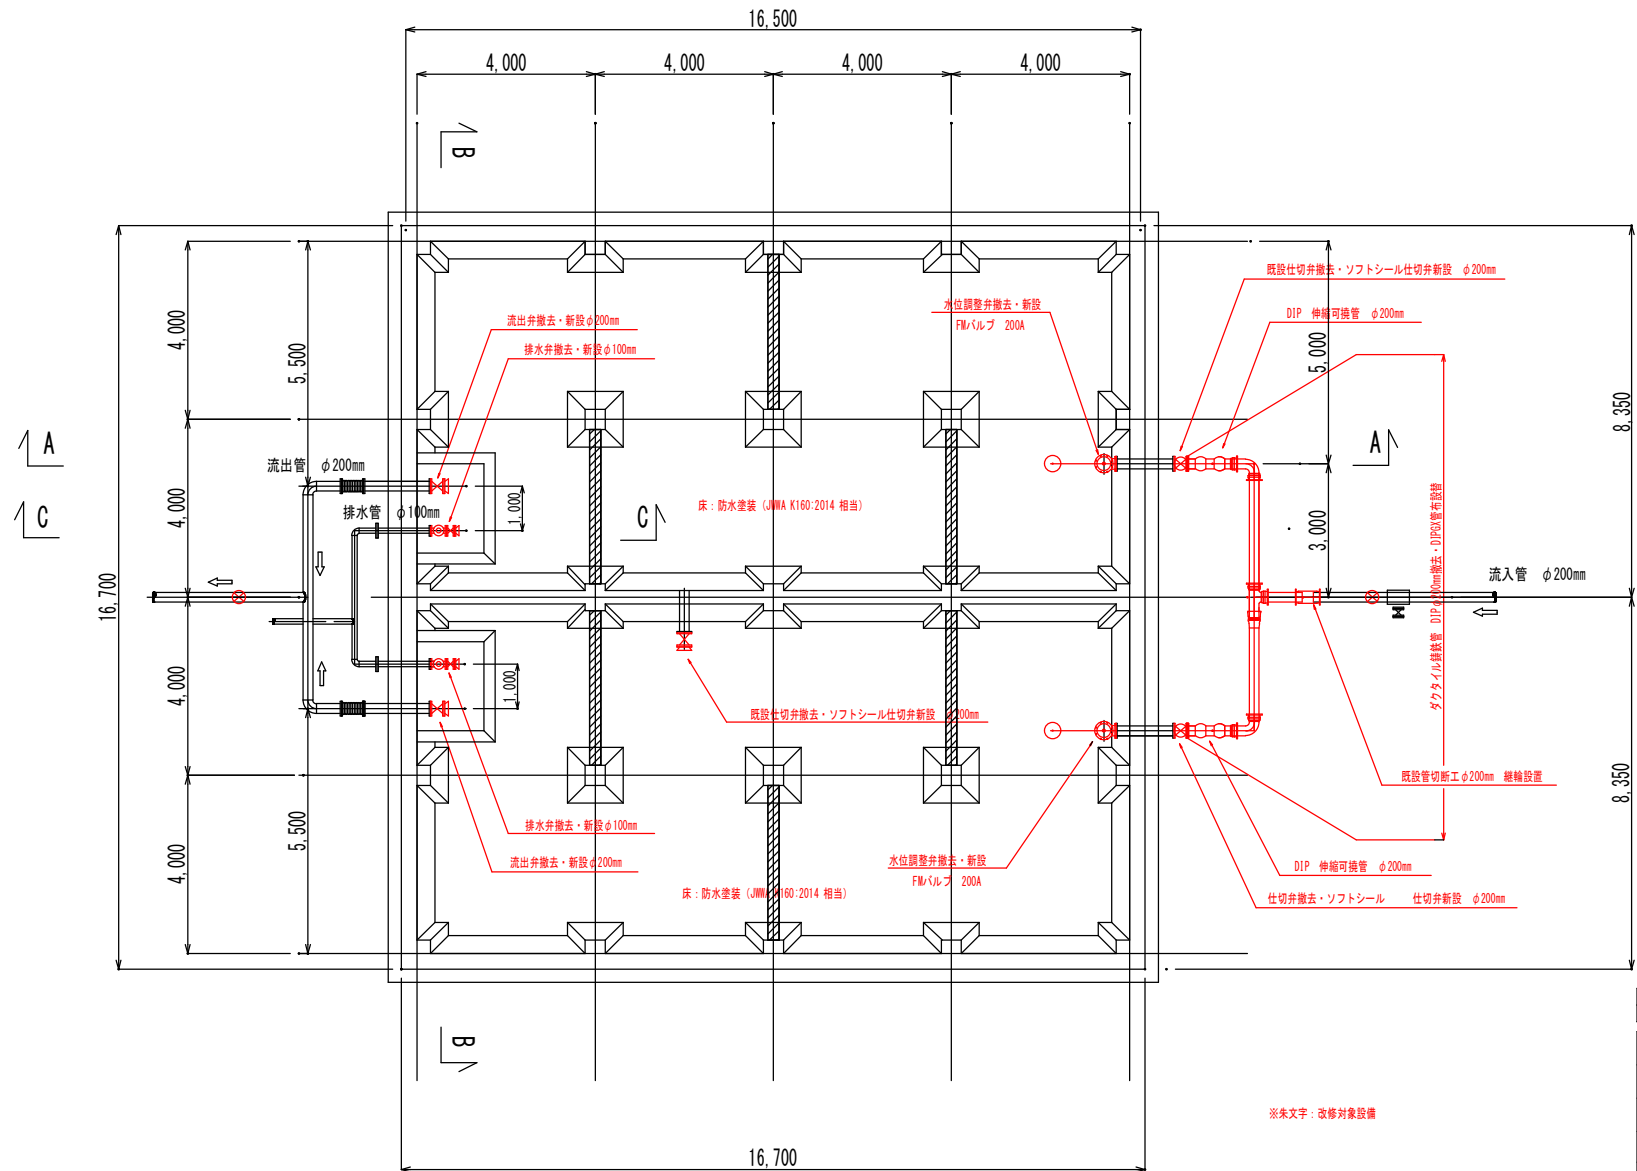 16,500
4,000
4,000
4,000
4,000
B
既設仕切弁撤去・ソフトシール仕切弁新設 φ200mm
水位調整弁撤去・新設
FMバルブ 200A
DIP 伸縮可撓管 φ200mm
流出弁撤去・新設φ200mm
排水弁撤去・新設φ100mm
4,000
5,500
5,000
8,350
A
A
流出管 φ200mm
C
排水管 φ100mm
1,000
C
床：防水塗装（JWWA K160:2014 相当）
4,000
3,000
ダクタイル鋳鉄管 DIPφ200mm撤去・DIPGX管布設替
流入管 φ200mm
16,700
4,000
1,000
既設仕切弁撤去・ソフトシール仕切弁新設 φ200mm
既設管切断工φ200mm 継輪設置
8,350
排水弁撤去・新設φ100mm
流出弁撤去・新設φ200mm
5,500
4,000
水位調整弁撤去・新設
FMバルブ 200A
DIP 伸縮可撓管 φ200mm
床：防水塗装（JWWA K160:2014 相当）
仕切弁撤去・ソフトシール 仕切弁新設 φ200mm
B
※朱文字：改修対象設備
16,700